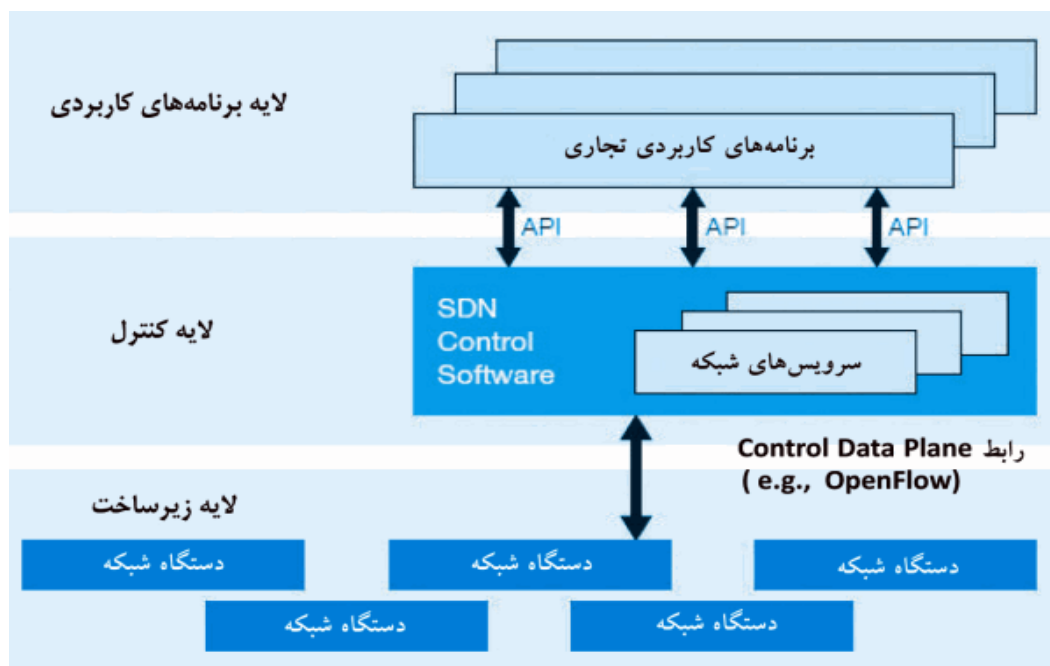 لایه برنامه‌های کاربردی
برنامه‌های کاربردی تجاری
API
API
API
لایه کنترل
SDN
Control
Software
سرویس‌های شبکه
رابط Control Data Plane
( e.g., OpenFlow)
لایه زیرساخت
دستگاه شبکه
دستگاه شبکه
دستگاه شبکه
دستگاه شبکه
دستگاه شبکه